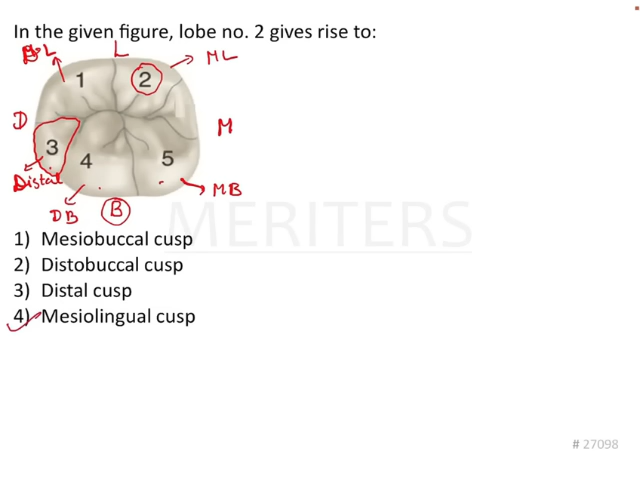 In the given figure, lobe no. 2 gives rise to:
L L ML
1 2
D M
3 4 5
Distal MB
DB B
MERITERS
1) Mesiobuccal cusp
2) Distobuccal cusp
3) Distal cusp
4) Mesiolingual cusp
# 27098